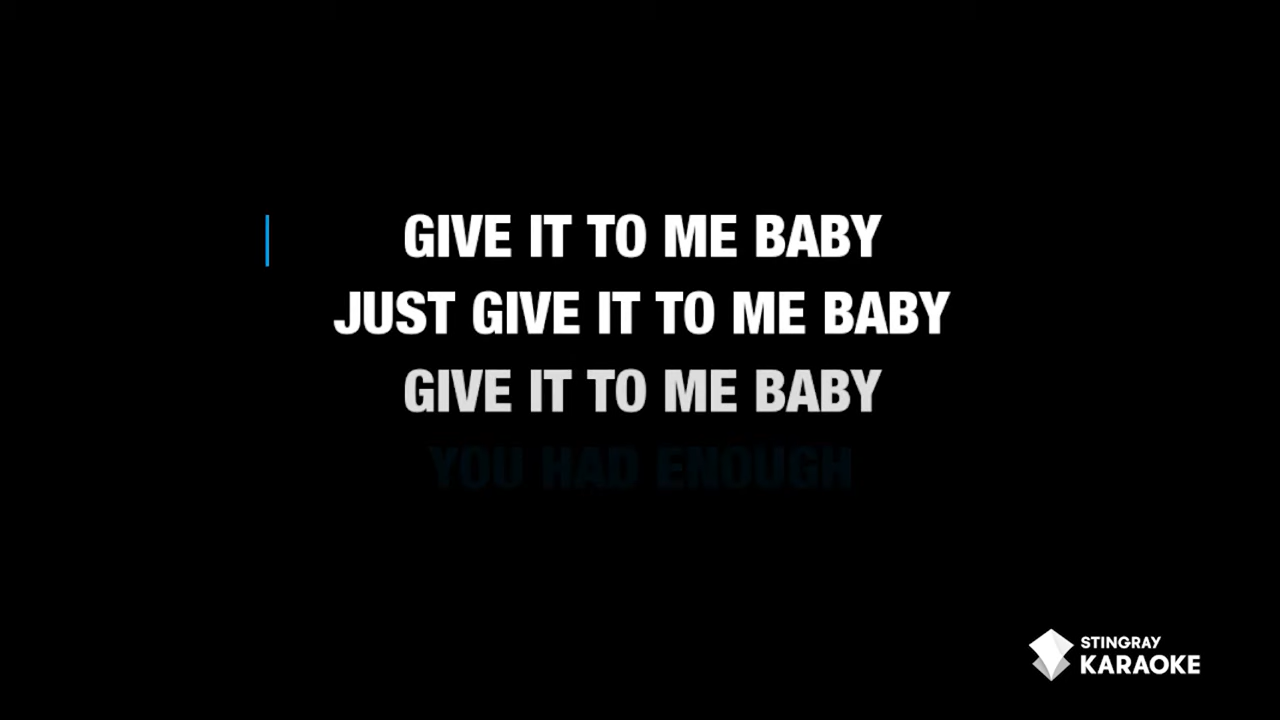 GIVE IT TO ME BABY
JUST GIVE IT TO ME BABY
GIVE IT TO ME BABY
YOU HAD ENOUGH
STINGRAY
KARAOKE